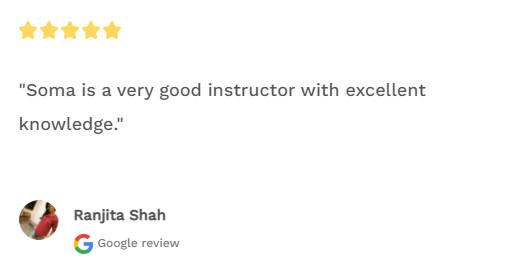 "Soma is a very good instructor with excellent
knowledge."
Ranjita Shah
Google review